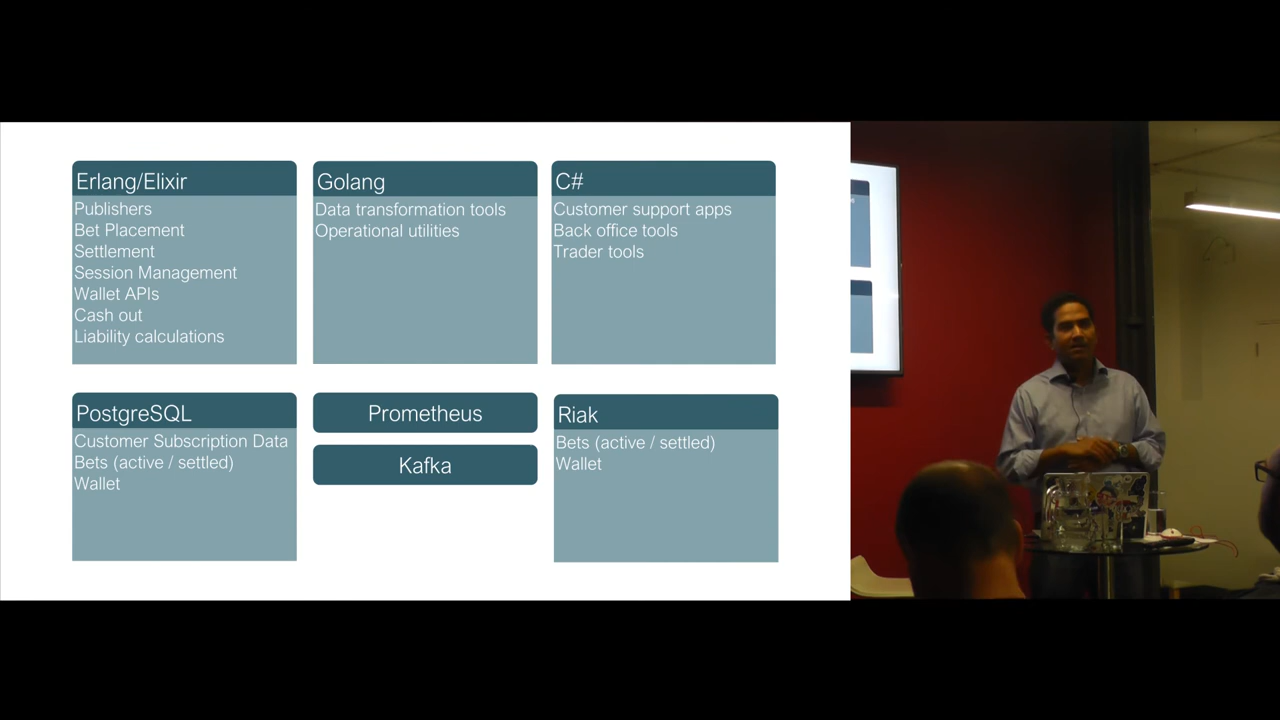 Erlang/Elixir
Publishers
Bet Placement
Settlement
Session Management
Wallet APIs
Cash out
Liability calculations
Golang
Data transformation tools
Operational utilities
C#
Customer support apps
Back office tools
Trader tools
PostgreSQL
Customer Subscription Data
Bets (active / settled)
Wallet
Prometheus
Kafka
Riak
Bets (active / settled)
Wallet